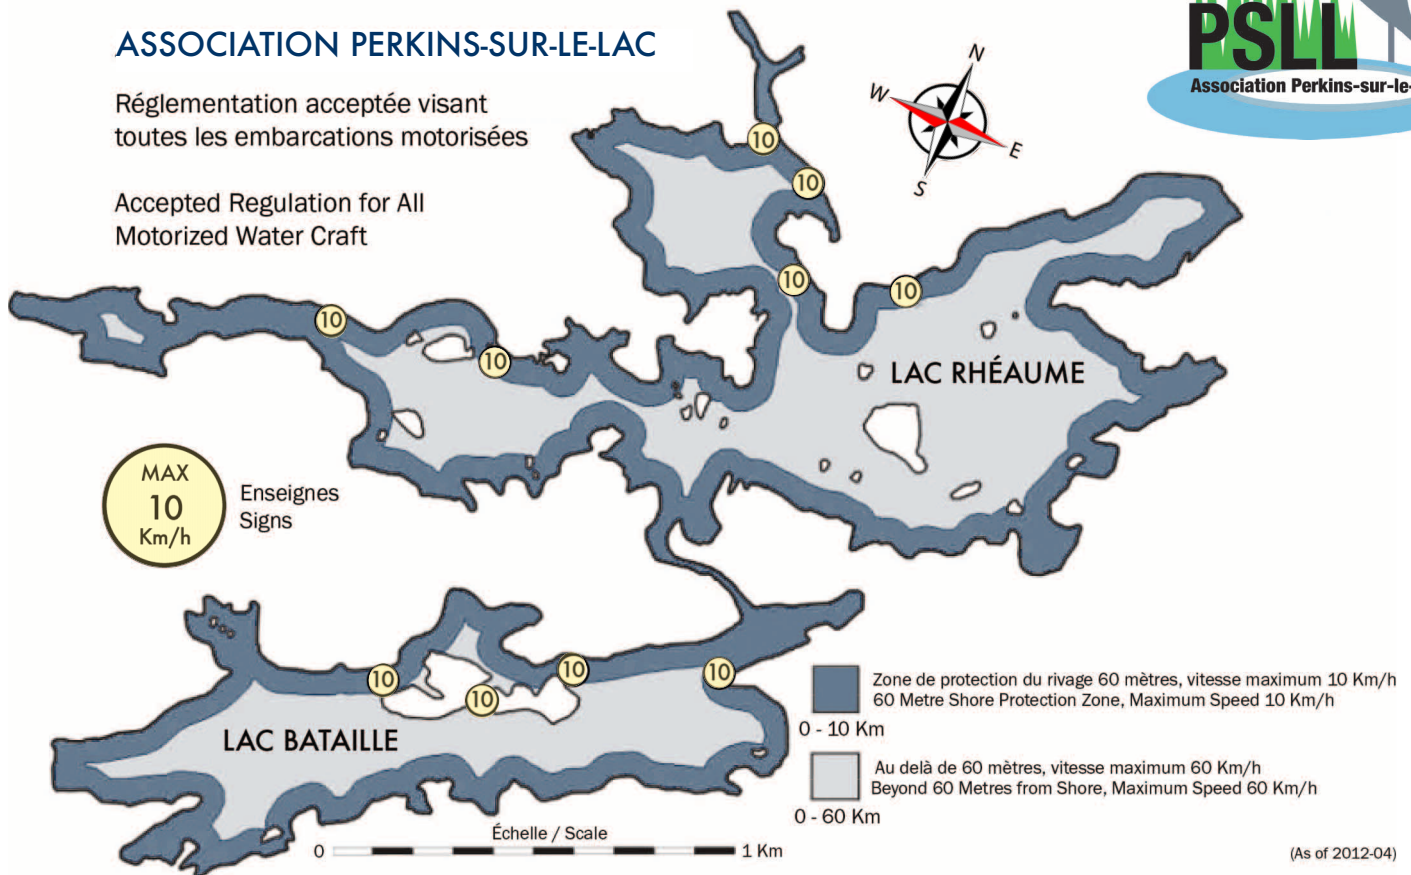 ASSOCIATION PERKINS-SUR-LE-LAC
PSLL
Association Perkins-sur-le-
Réglementation acceptée visant
toutes les embarcations motorisées
Accepted Regulation for All
Motorized Water Craft
N
W
E
S
10
10
10
10
10
10
LAC RHÉAUME
MAX
10
Km/h
Enseignes
Signs
10
10
10
10
LAC BATAILLE
Zone de protection du rivage 60 mètres, vitesse maximum 10 Km/h
60 Metre Shore Protection Zone, Maximum Speed 10 Km/h
0 - 10 Km
Au delà de 60 mètres, vitesse maximum 60 Km/h
Beyond 60 Metres from Shore, Maximum Speed 60 Km/h
0 - 60 Km
Échelle / Scale
0
1 Km
(As of 2012-04)